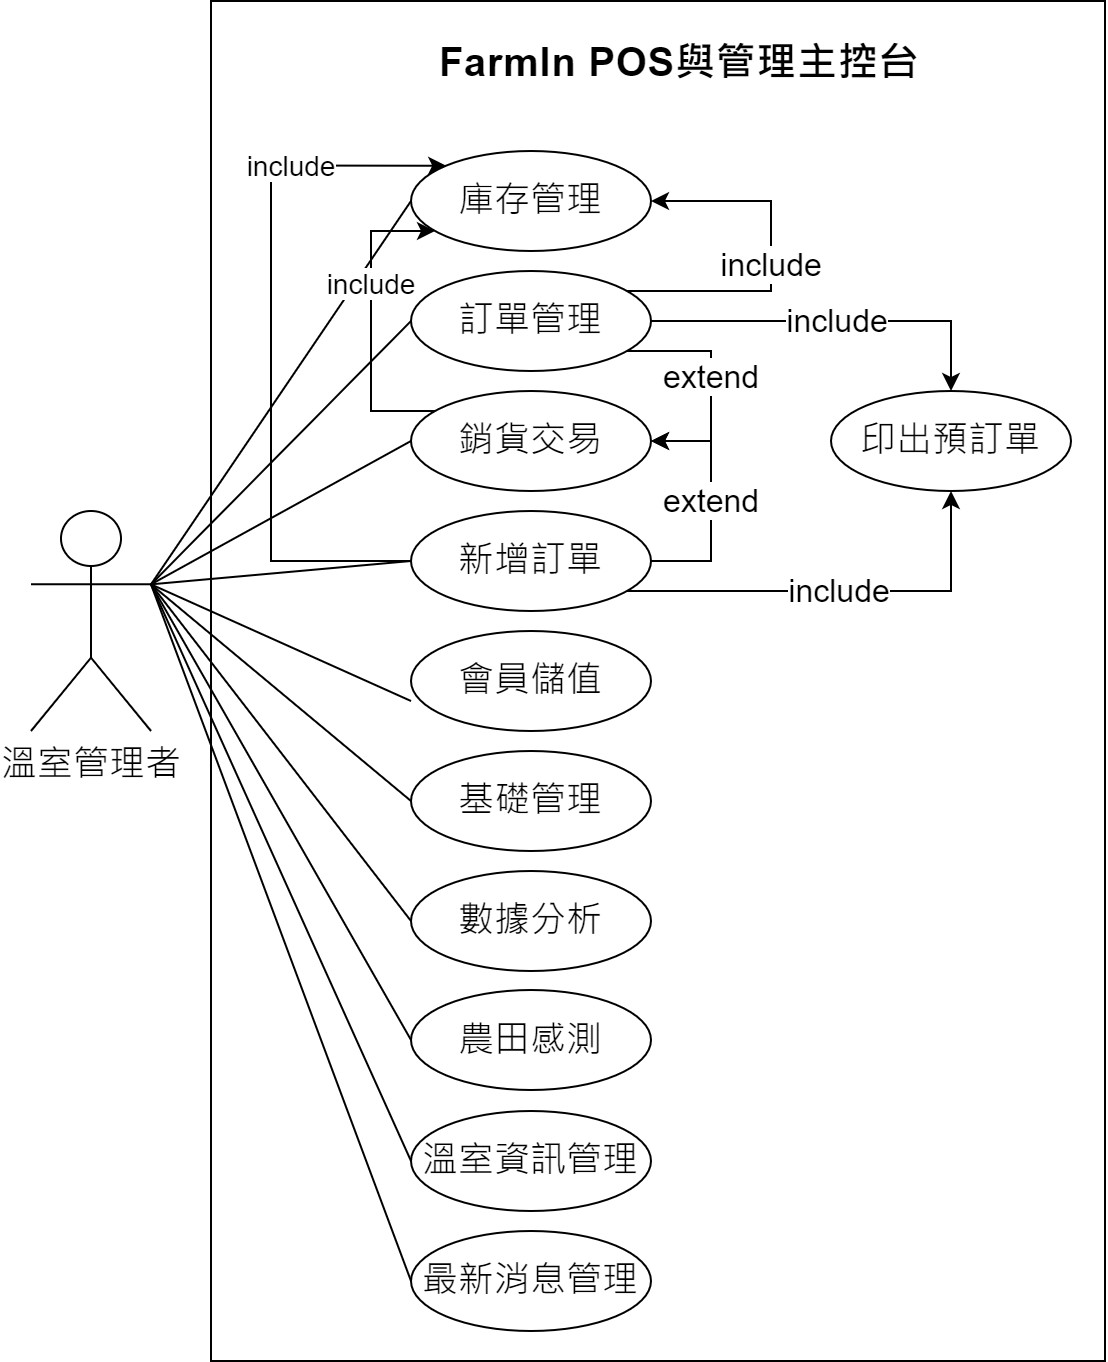 FarmIn POS與管理主控台
include
庫存管理
include
include
訂單管理
include
extend
銷貨交易
印出預訂單
extend
新增訂單
include
會員儲值
溫室管理者
基礎管理
數據分析
農田感測
溫室資訊管理
最新消息管理